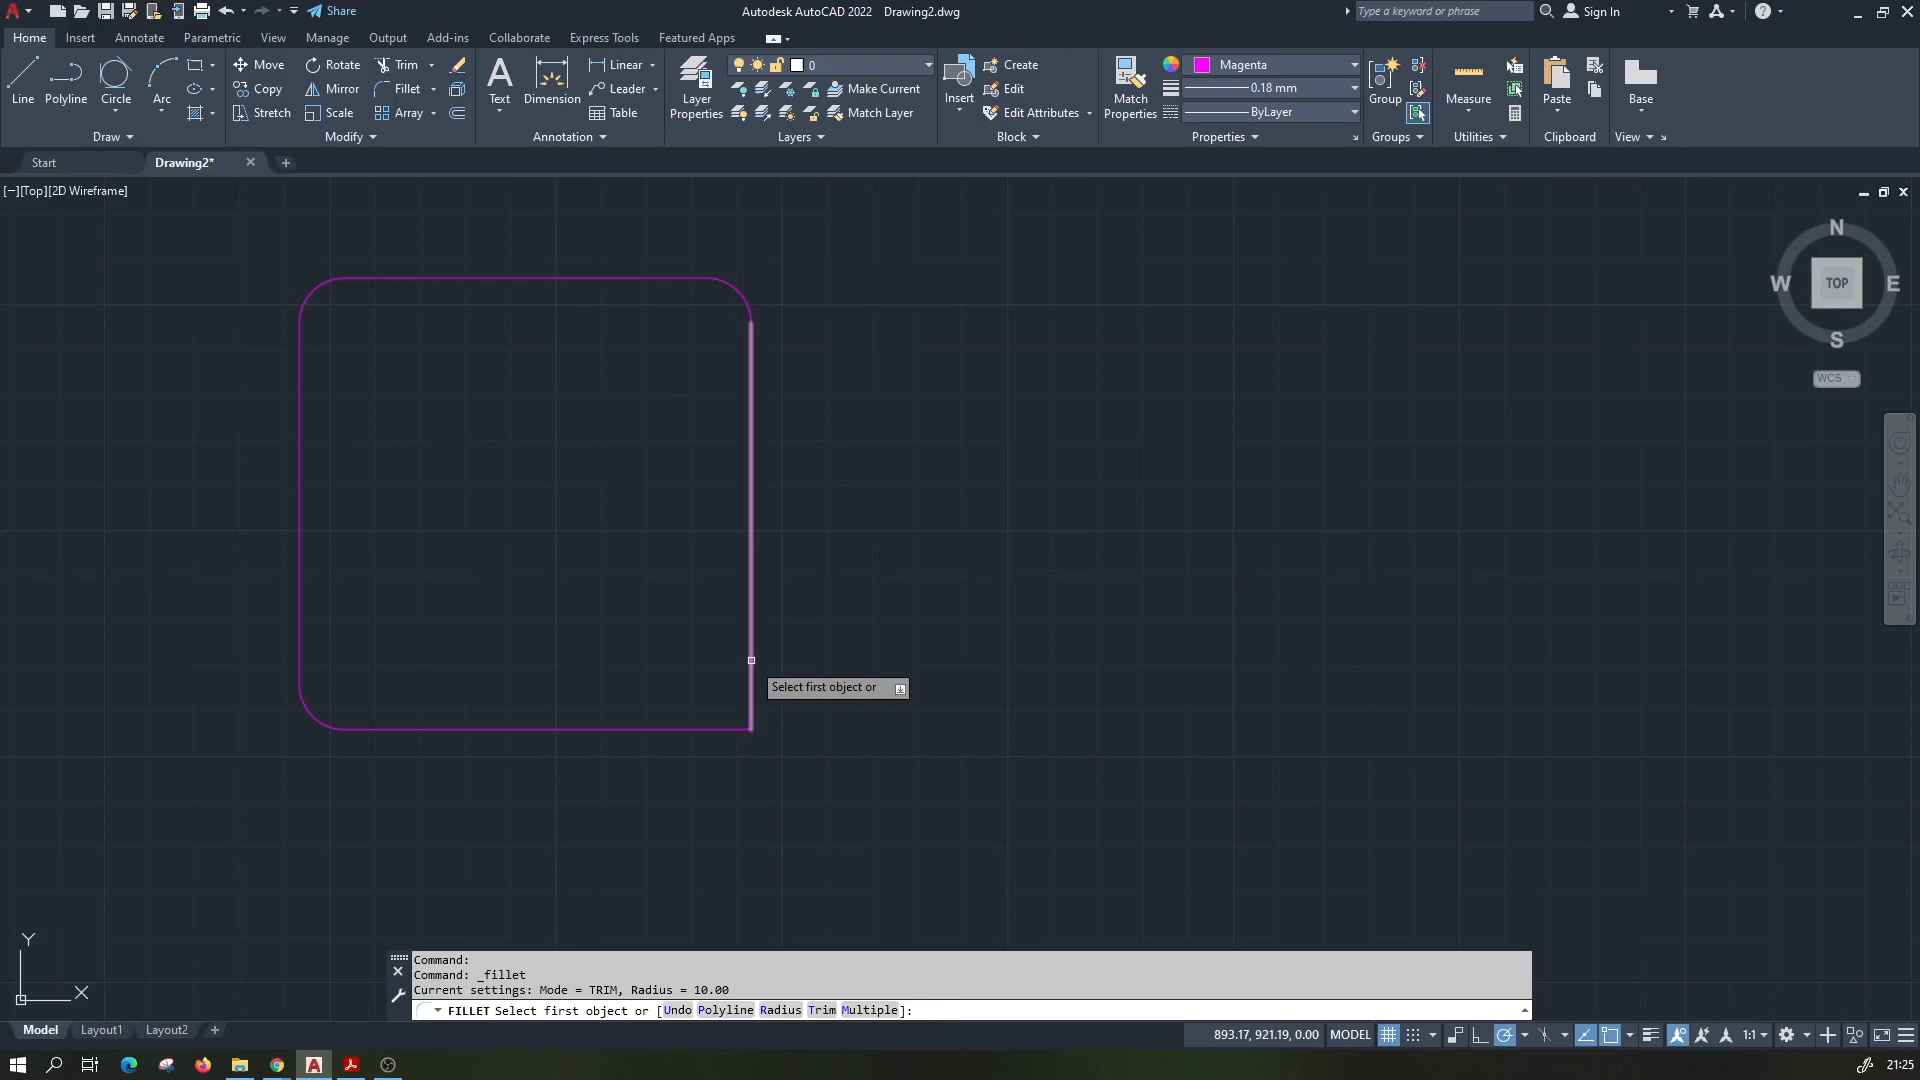 Share
Autodesk AutoCAD 2022 Drawing2.dwg
Type a keyword or phrase
Sign In
Home Insert Annotate Parametric View Manage Output Add-ins Collaborate Express Tools Featured Apps
Line
Polyline
Circle
Arc
Draw
Move
Rotate
Trim
Copy
Mirror
Fillet
Stretch
Scale
Array
Modify
Text
Dimension
Linear
Leader
Table
Annotation
Layer
Properties
0
Make Current
Match Layer
Layers
Insert
Create
Edit
Edit Attributes
Block
Match
Properties
Magenta
0.18 mm
ByLayer
Properties
Group
Groups
Measure
Utilities
Paste
Clipboard
Base
View
Start
Drawing2*
[−][Top][2D Wireframe]
N
W
TOP
E
S
WCS
Select first object or
Y
X
Command:
Command: _fillet
Current settings: Mode = TRIM, Radius = 10.00
FILLET Select first object or [Undo Polyline Radius Trim Multiple]:
Model Layout1 Layout2
893.17, 921.19, 0.00 MODEL
1:1
21:25